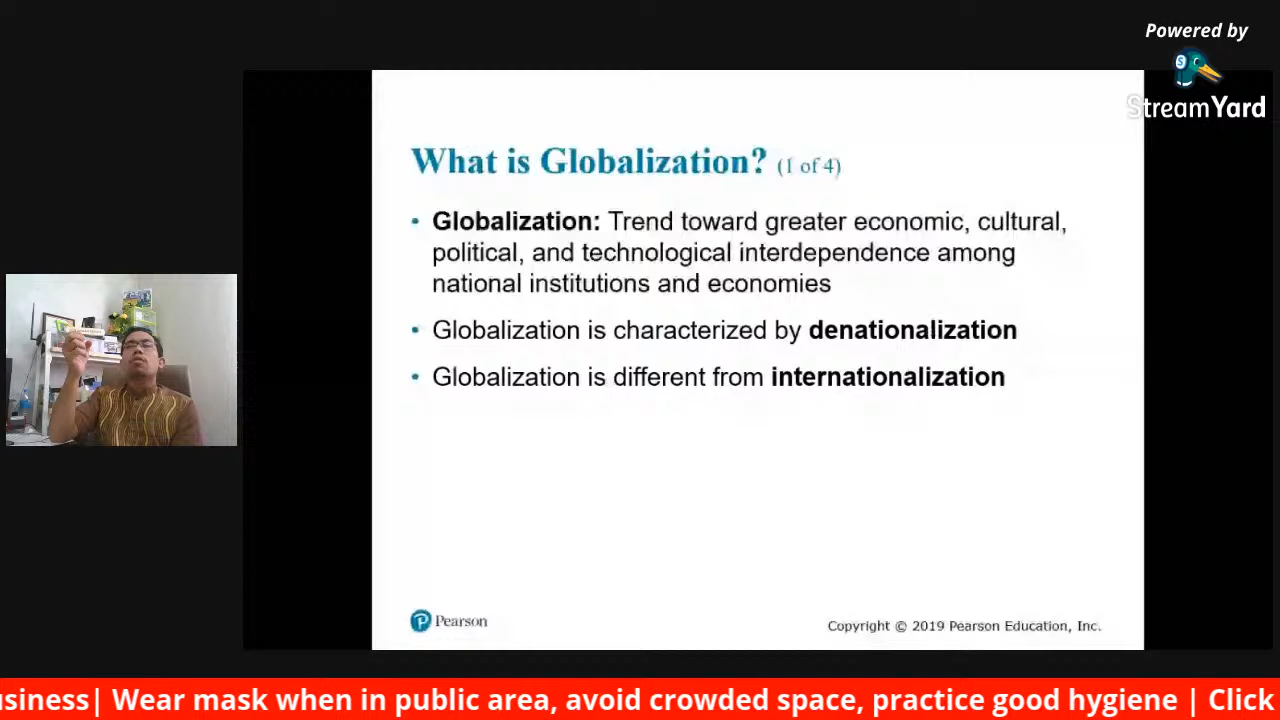 Powered by
StreamYard
What is Globalization? (1 of 4)
• Globalization: Trend toward greater economic, cultural,
political, and technological interdependence among
national institutions and economies
• Globalization is characterized by denationalization
• Globalization is different from internationalization
Pearson
Copyright © 2019 Pearson Education, Inc.
usiness| Wear mask when in public area, avoid crowded space, practice good hygiene | Click